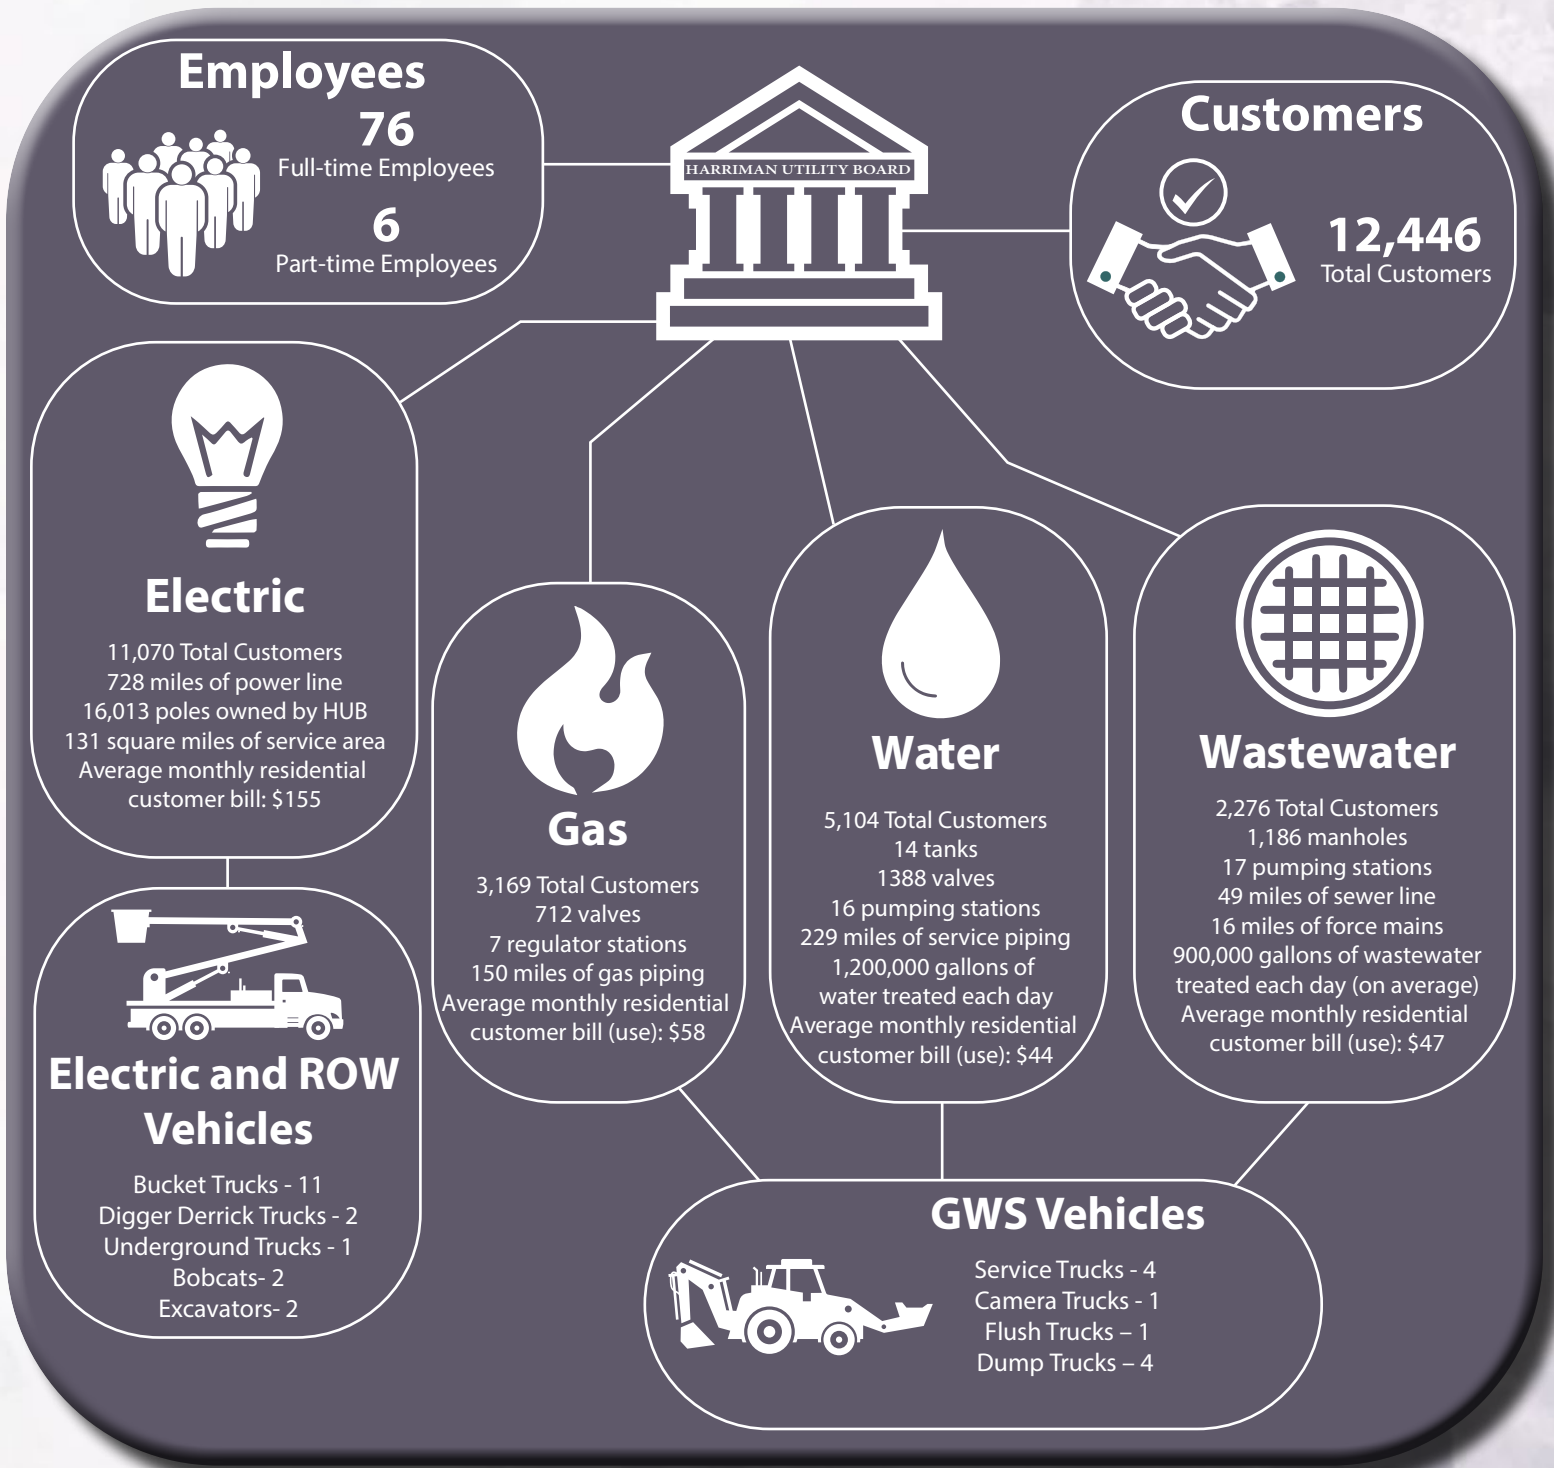 Employees
76
Full-time Employees
6
Part-time Employees
HARRIMAN UTILITY BOARD
Customers
12,446
Total Customers
Electric
11,070 Total Customers
728 miles of power line
16,013 poles owned by HUB
131 square miles of service area
Average monthly residential
customer bill: $155
Gas
3,169 Total Customers
712 valves
7 regulator stations
150 miles of gas piping
Average monthly residential
customer bill (use): $58
Water
5,104 Total Customers
14 tanks
1388 valves
16 pumping stations
229 miles of service piping
1,200,000 gallons of
water treated each day
Average monthly residential
customer bill (use): $44
Wastewater
2,276 Total Customers
1,186 manholes
17 pumping stations
49 miles of sewer line
16 miles of force mains
900,000 gallons of wastewater
treated each day (on average)
Average monthly residential
customer bill (use): $47
Electric and ROW
Vehicles
Bucket Trucks - 11
Digger Derrick Trucks - 2
Underground Trucks - 1
Bobcats- 2
Excavators- 2
GWS Vehicles
Service Trucks - 4
Camera Trucks - 1
Flush Trucks – 1
Dump Trucks – 4